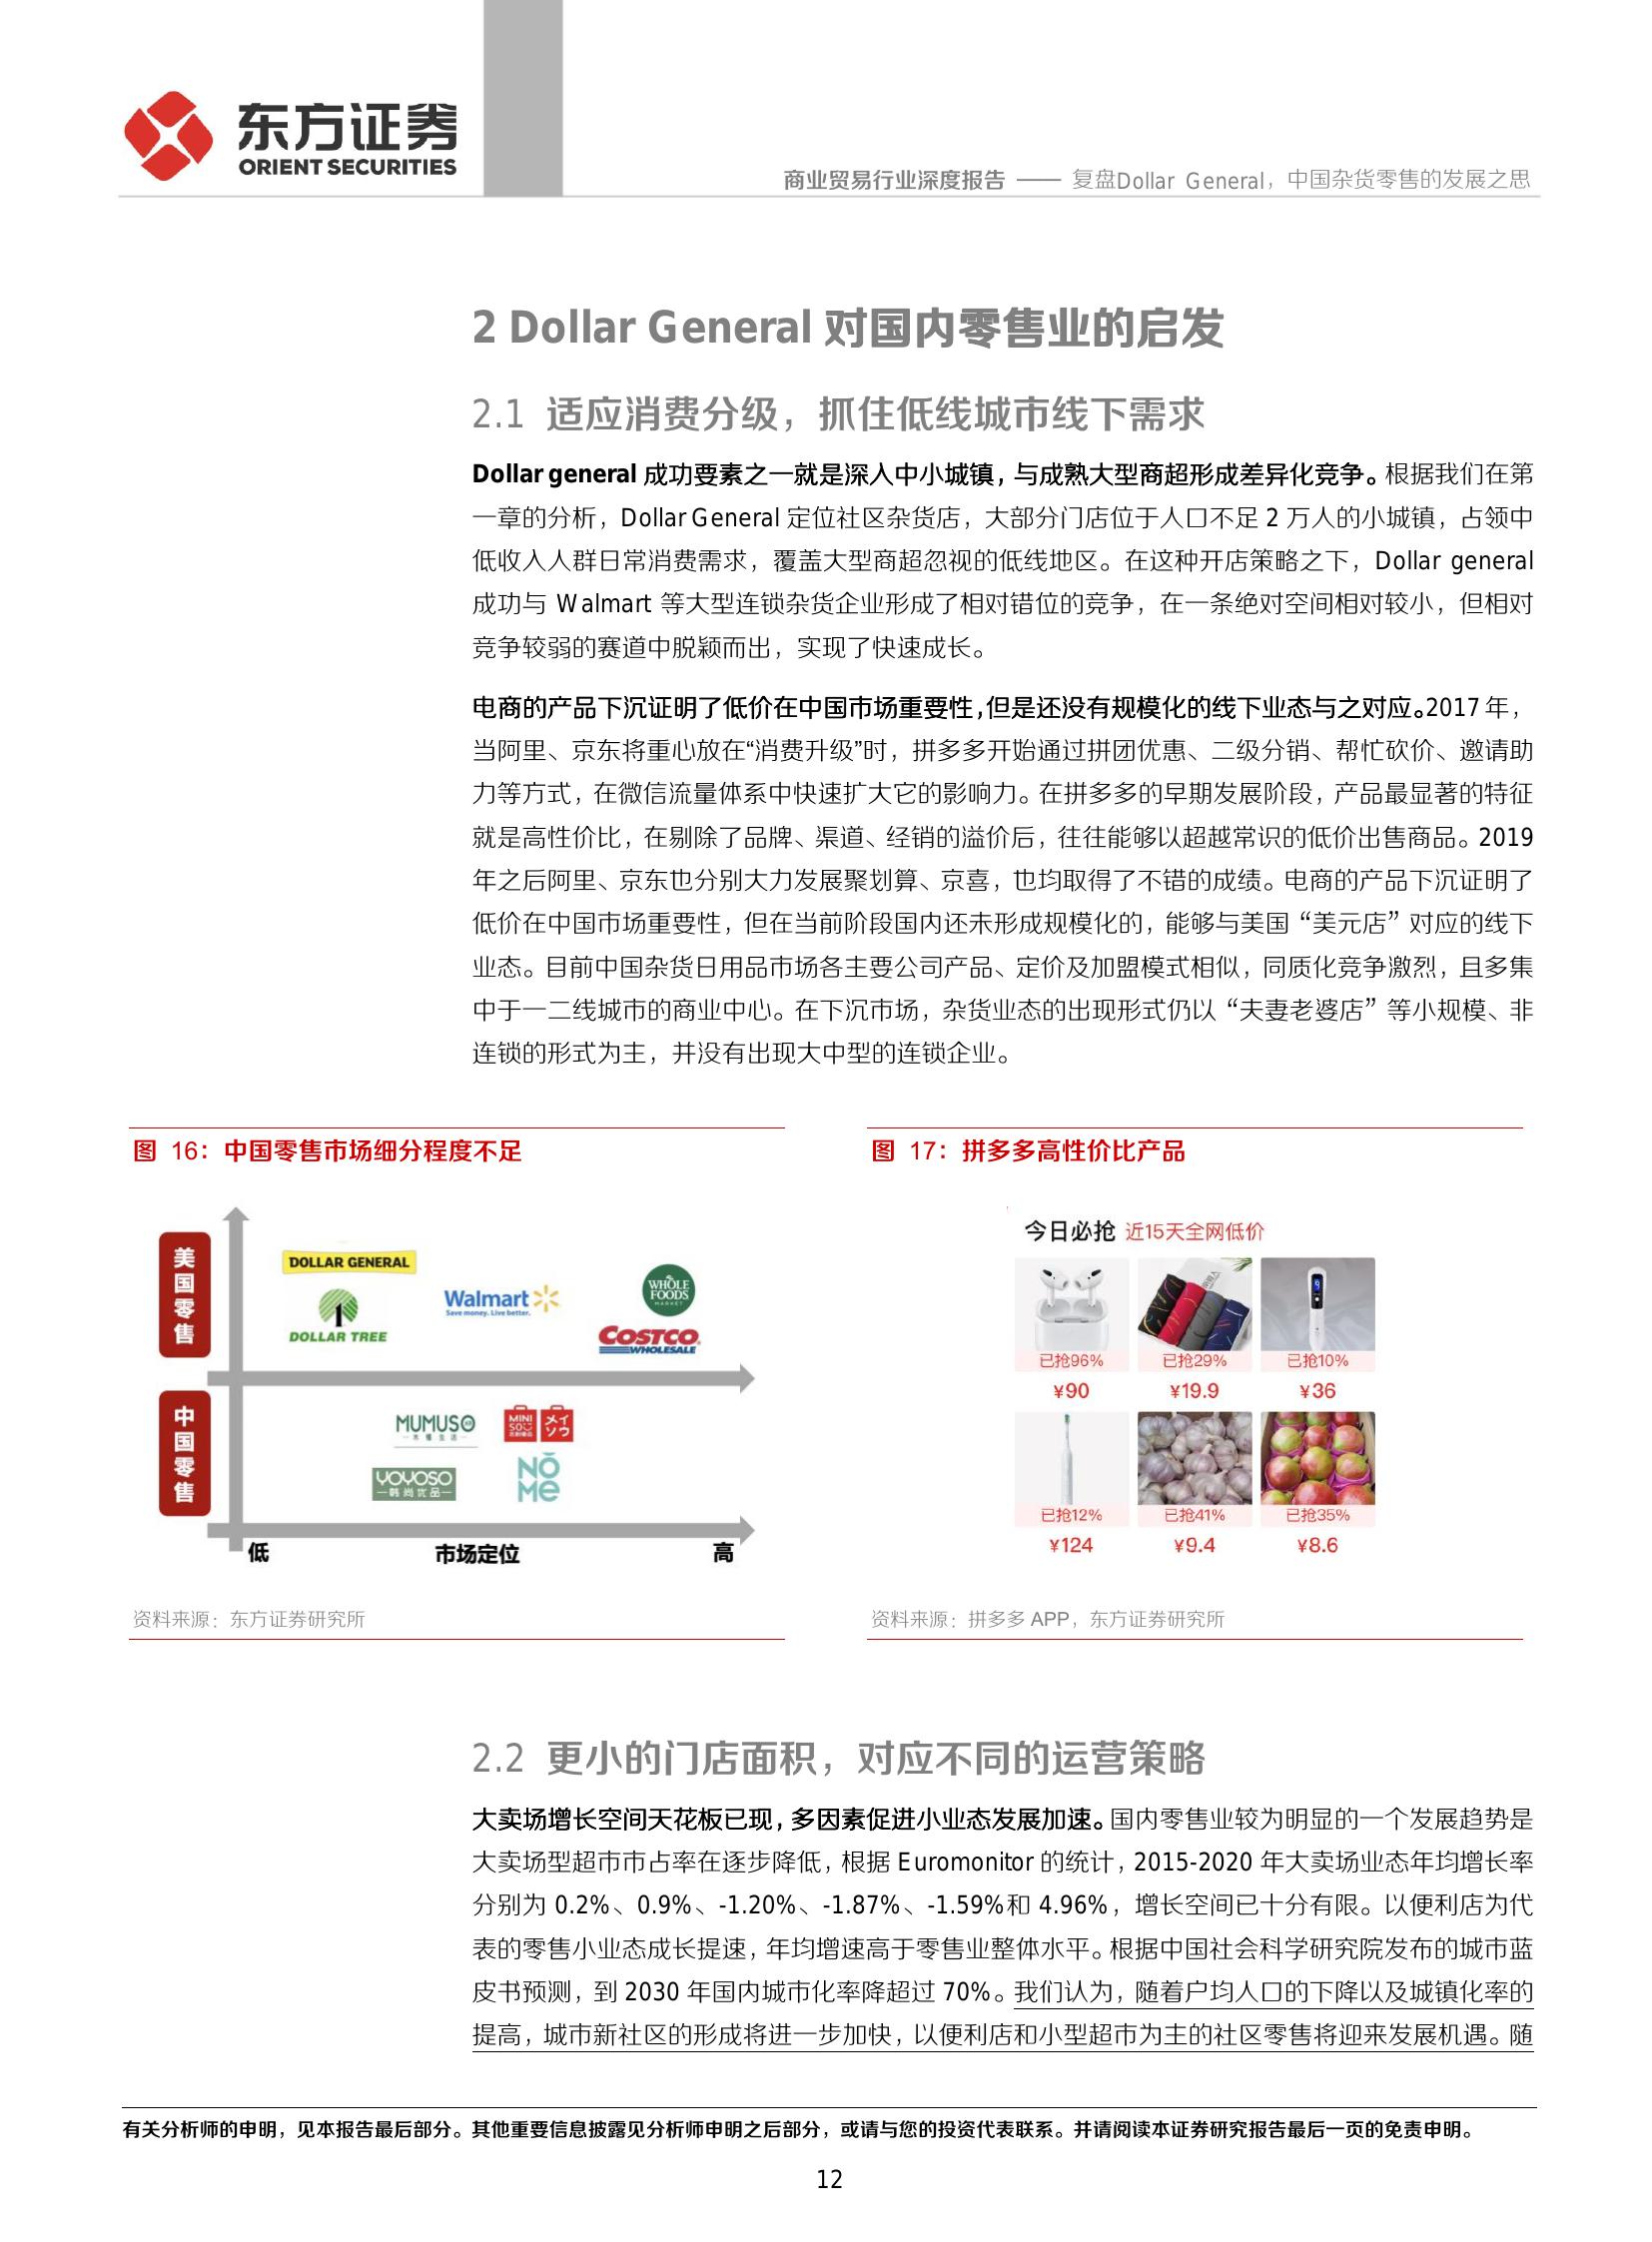 东方证券
ORIENT SECURITIES
商业贸易行业深度报告 —— 复盘Dollar General，中国杂货零售的发展之思
2 Dollar General 对国内零售业的启发
2.1 适应消费分级，抓住低线城市线下需求
Dollar general 成功要素之一就是深入中小城镇，与成熟大型商超形成差异化竞争。根据我们在第
一章的分析，Dollar General 定位社区杂货店，大部分门店位于人口不足 2 万人的小城镇，占领中
低收入人群日常消费需求，覆盖大型商超忽视的低线地区。在这种开店策略之下，Dollar general
成功与 Walmart 等大型连锁杂货企业形成了相对错位的竞争，在一条绝对空间相对较小，但相对
竞争较弱的赛道中脱颖而出，实现了快速成长。
电商的产品下沉证明了低价在中国市场重要性，但是还没有规模化的线下业态与之对应。2017 年，
当阿里、京东将重心放在“消费升级”时，拼多多开始通过拼团优惠、二级分销、帮忙砍价、邀请助
力等方式，在微信流量体系中快速扩大它的影响力。在拼多多的早期发展阶段，产品最显著的特征
就是高性价比，在剔除了品牌、渠道、经销的溢价后，往往能够以超越常识的低价出售商品。2019
年之后阿里、京东也分别大力发展聚划算、京喜，也均取得了不错的成绩。电商的产品下沉证明了
低价在中国市场重要性，但在当前阶段国内还未形成规模化的，能够与美国“美元店”对应的线下
业态。目前中国杂货日用品市场各主要公司产品、定价及加盟模式相似，同质化竞争激烈，且多集
中于一二线城市的商业中心。在下沉市场，杂货业态的出现形式仍以“夫妻老婆店”等小规模、非
连锁的形式为主，并没有出现大中型的连锁企业。
图 16：中国零售市场细分程度不足
美国零售
DOLLAR GENERAL
DOLLAR TREE
Walmart
Save money. Live better.
WHOLE
FOODS
MARKET
COSTCO
WHOLESALE
中国零售
MUMUSO
木槿生活
MINI
SOU
名创优品
メイ
ソウ
YOYOSO
韩尚优品
NŌ
Me
低
市场定位
高
资料来源：东方证券研究所
图 17：拼多多高性价比产品
今日必抢 近15天全网低价
已抢96% 已抢29% 已抢10%
¥90 ¥19.9 ¥36
已抢12% 已抢41% 已抢35%
¥124 ¥9.4 ¥8.6
资料来源：拼多多 APP，东方证券研究所
2.2 更小的门店面积，对应不同的运营策略
大卖场增长空间天花板已现，多因素促进小业态发展加速。国内零售业较为明显的一个发展趋势是
大卖场型超市市占率在逐步降低，根据 Euromonitor 的统计，2015-2020 年大卖场业态年均增长率
分别为 0.2%、0.9%、-1.20%、-1.87%、-1.59%和 4.96%，增长空间已十分有限。以便利店为代
表的零售小业态成长提速，年均增速高于零售业整体水平。根据中国社会科学研究院发布的城市蓝
皮书预测，到 2030 年国内城市化率降超过 70%。我们认为，随着户均人口的下降以及城镇化率的
提高，城市新社区的形成将进一步加快，以便利店和小型超市为主的社区零售将迎来发展机遇。随
有关分析师的申明，见本报告最后部分。其他重要信息披露见分析师申明之后部分，或请与您的投资代表联系。并请阅读本证券研究报告最后一页的免责申明。
12